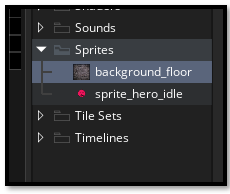 Sounds
Sprites
background_floor
sprite_hero_idle
Tile Sets
Timelines